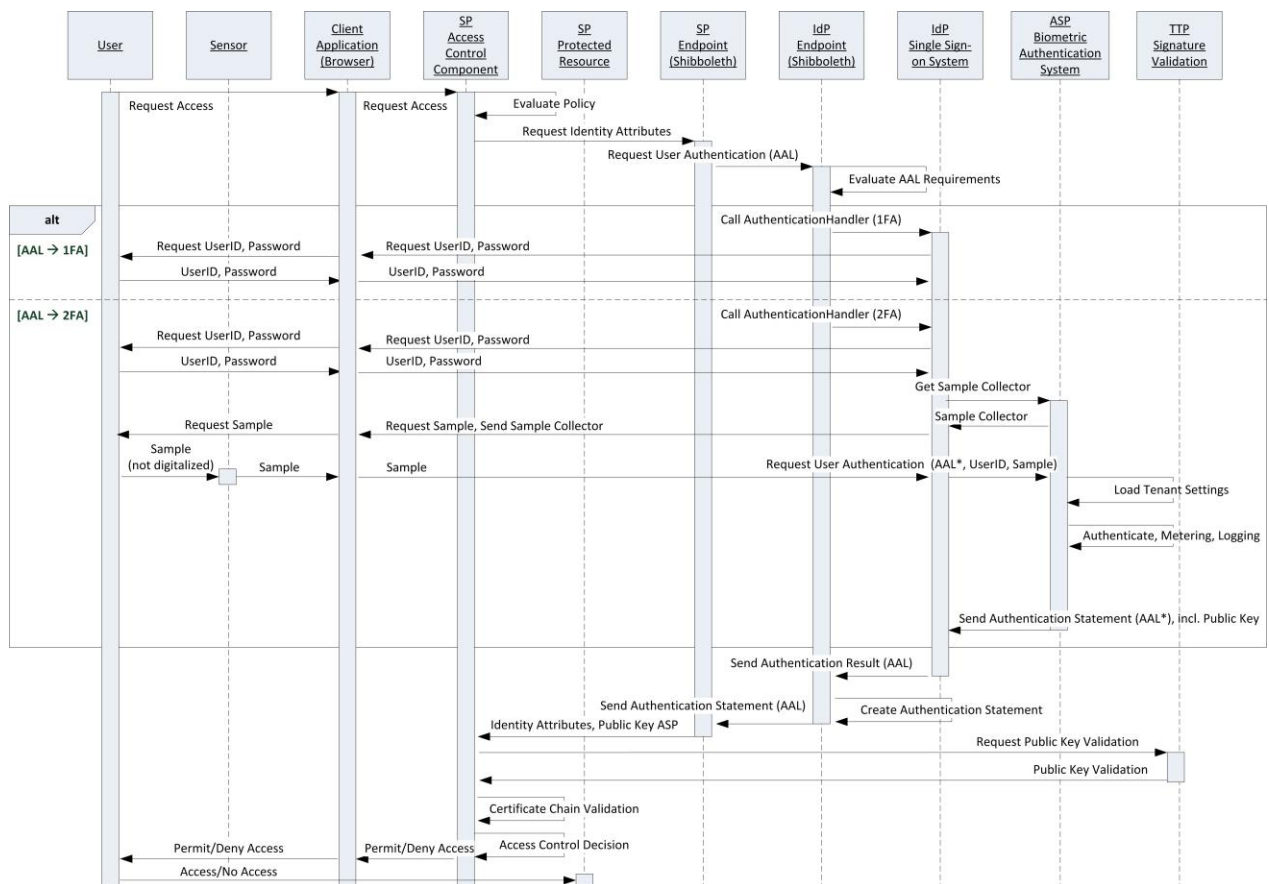 User
Sensor
Client
Application
(Browser)
SP
Access
Control
Component
SP
Protected
Resource
SP
Endpoint
(Shibboleth)
IdP
Endpoint
(Shibboleth)
IdP
Single Sign-
on System
ASP
Biometric
Authentication
System
TTP
Signature
Validation
Request Access
Request Access
Evaluate Policy
Request Identity Attributes
Request User Authentication (AAL)
Evaluate AAL Requirements
alt
[AAL → 1FA]
Call AuthenticationHandler (1FA)
Request UserID, Password
Request UserID, Password
UserID, Password
UserID, Password
[AAL → 2FA]
Call AuthenticationHandler (2FA)
Request UserID, Password
Request UserID, Password
UserID, Password
UserID, Password
Get Sample Collector
Sample Collector
Request Sample
Request Sample, Send Sample Collector
Sample
(not digitalized)
Sample
Sample
Request User Authentication (AAL*, UserID, Sample)
Load Tenant Settings
Authenticate, Metering, Logging
Send Authentication Statement (AAL*), incl. Public Key
Send Authentication Result (AAL)
Create Authentication Statement
Send Authentication Statement (AAL)
Identity Attributes, Public Key ASP
Request Public Key Validation
Public Key Validation
Certificate Chain Validation
Access Control Decision
Permit/Deny Access
Permit/Deny Access
Access/No Access